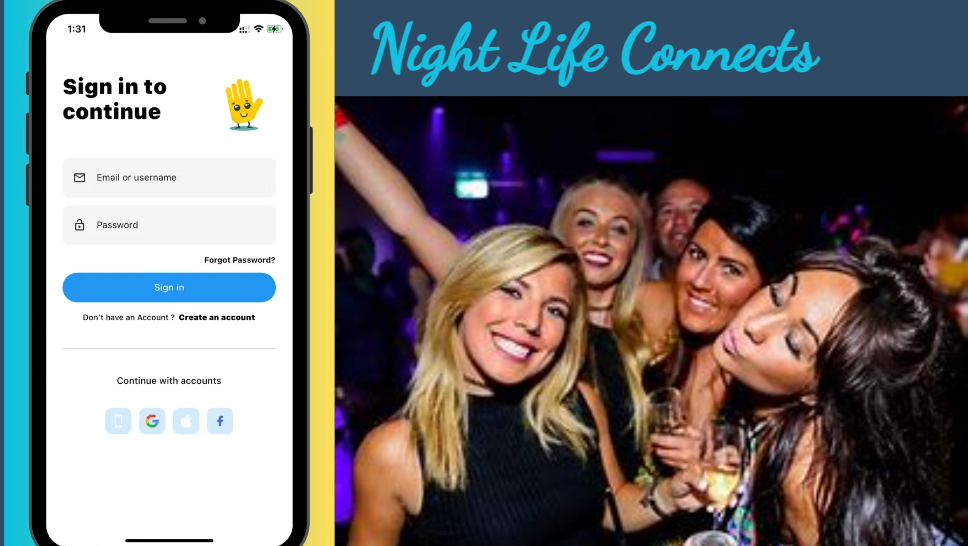 1:31
Sign in to
continue
Email or username
Password
Forgot Password?
Sign in
Don't have an Account ? Create an account
Continue with accounts
Night Life Connects